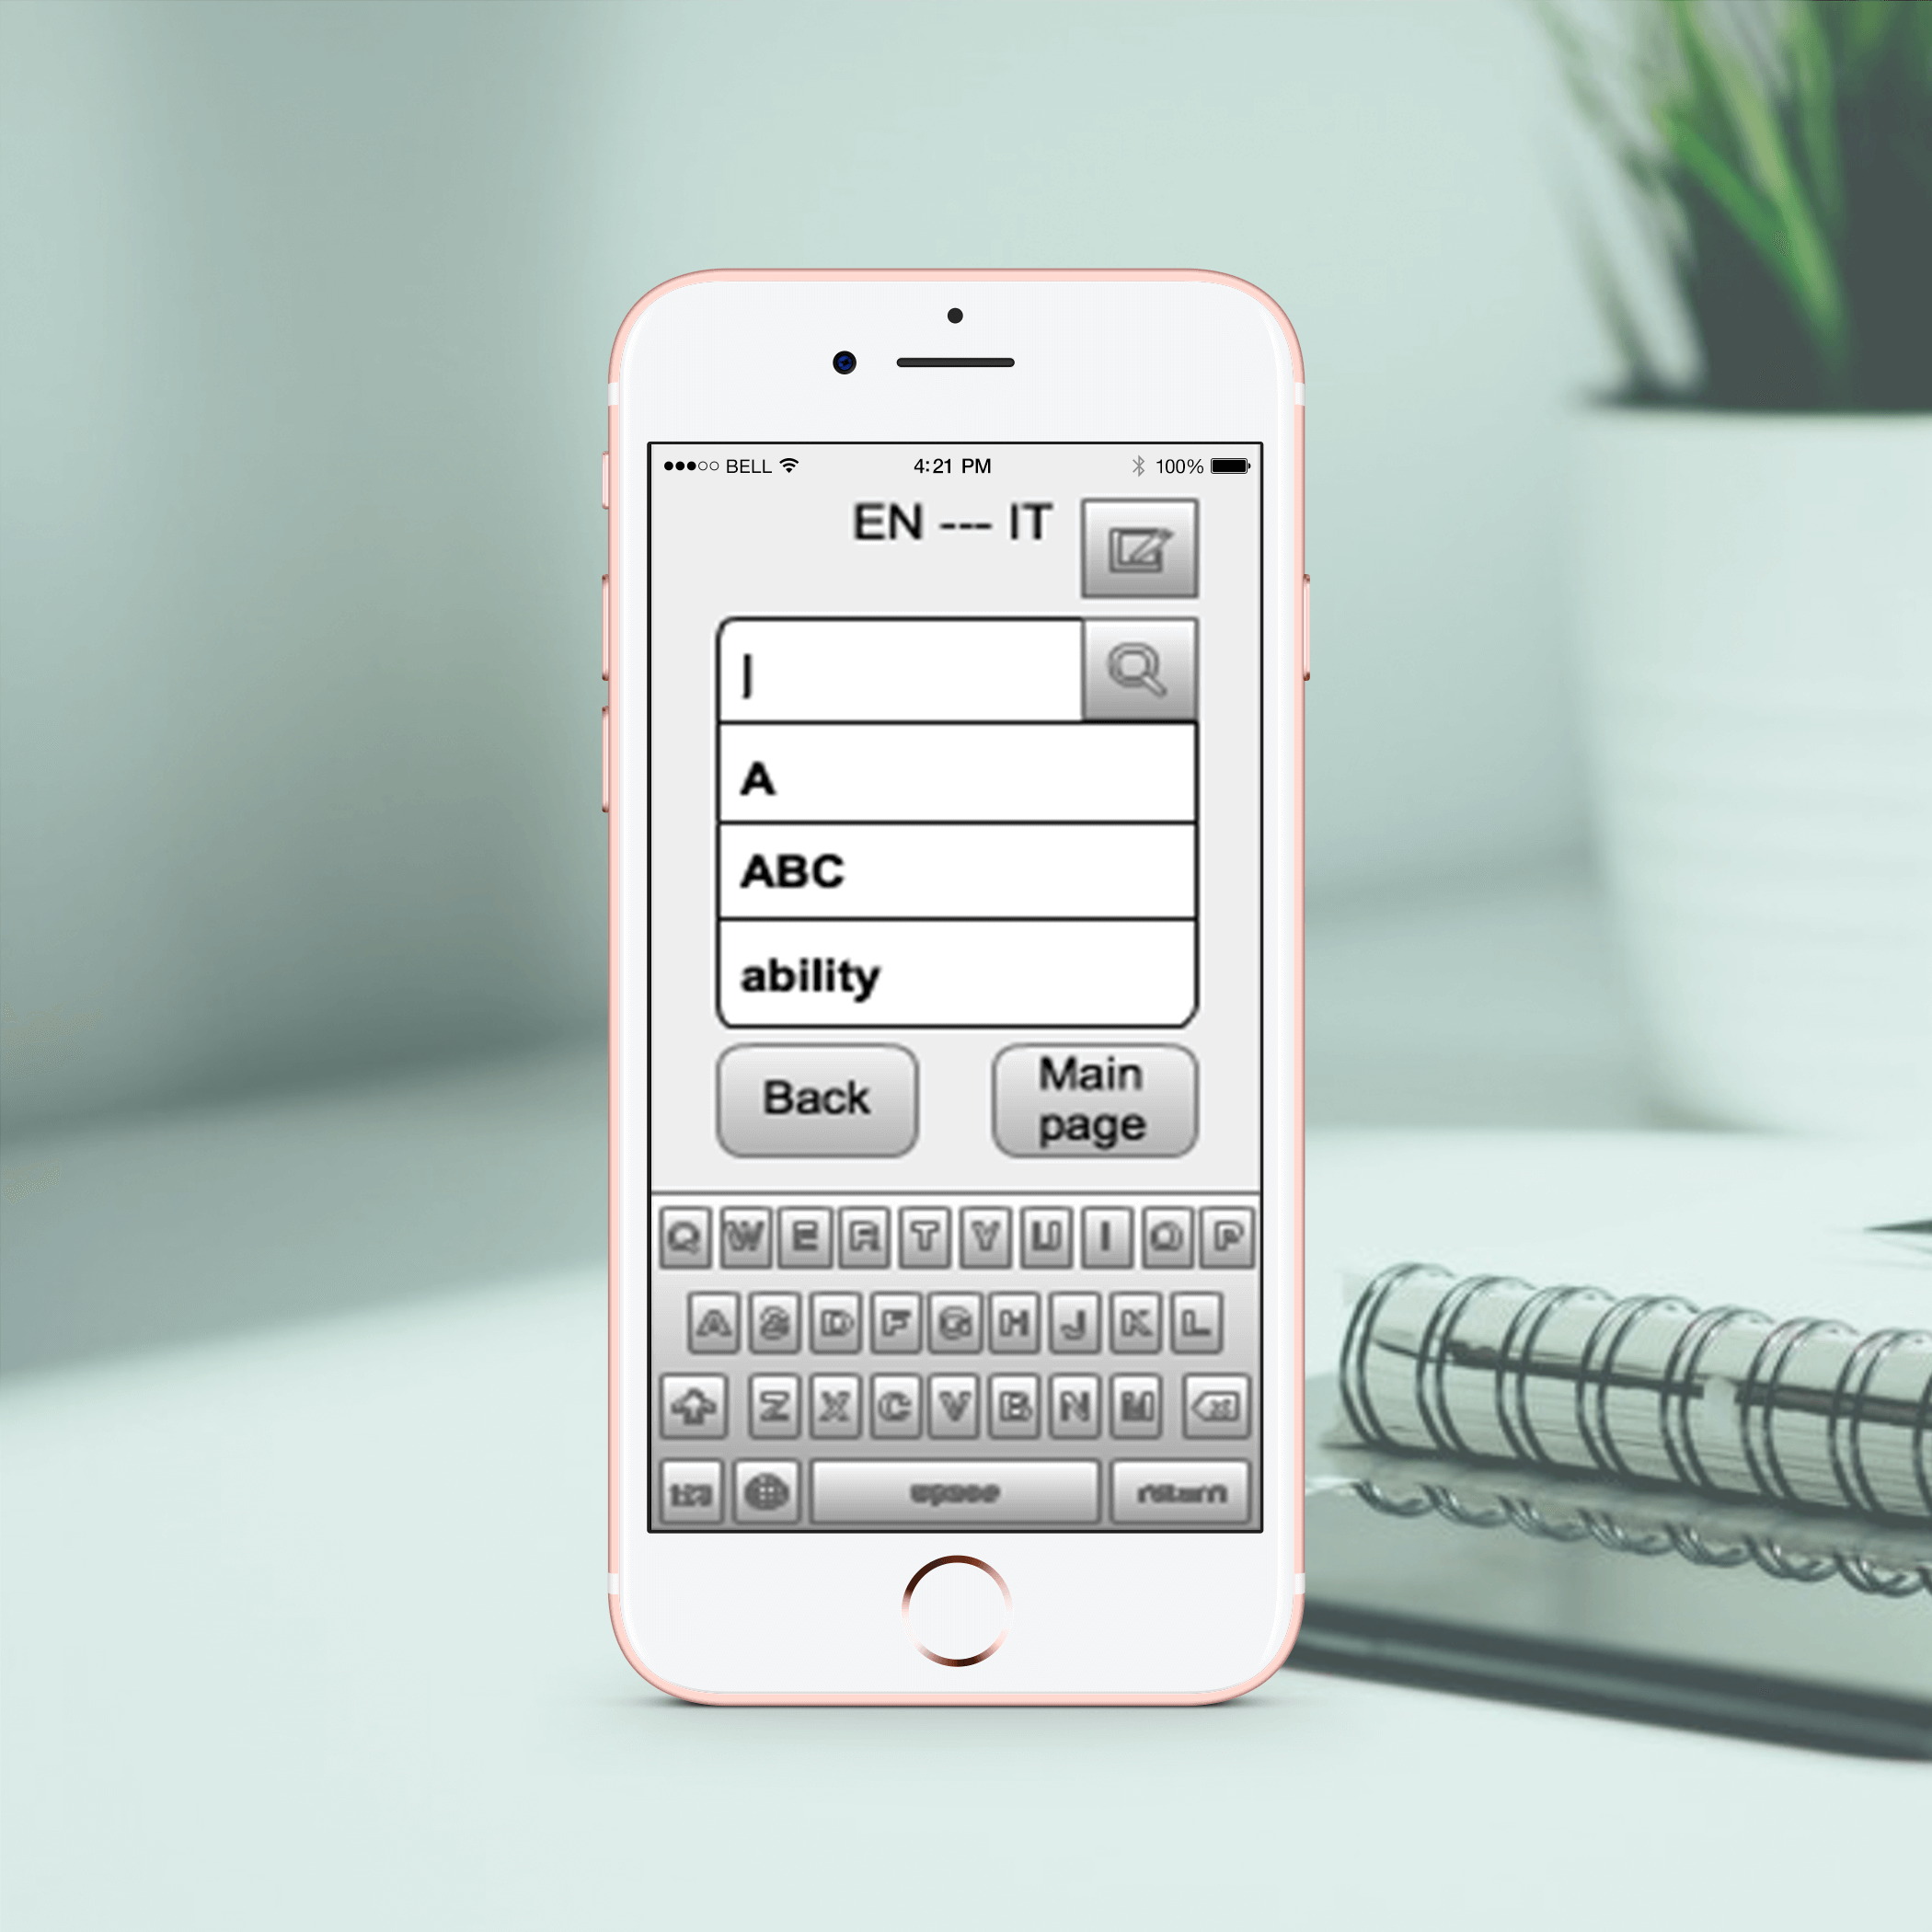 BELL 4:21 PM 100%
EN --- IT
A
ABC
ability
Back
Main
page
Q W E R T Y U I O P
A S D F G H J K L
Z X C V B N M
123 space return